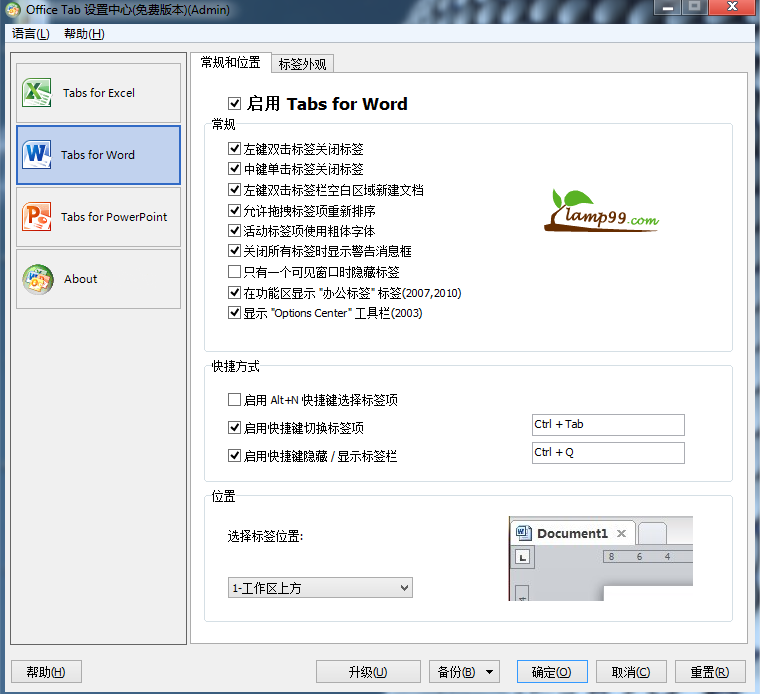 Office Tab 设置中心(免费版本)(Admin)
语言(L) 帮助(H)
Tabs for Excel
Tabs for Word
Tabs for PowerPoint
About
常规和位置 标签外观
启用 Tabs for Word
常规
左键双击标签关闭标签
中键单击标签关闭标签
左键双击标签栏空白区域新建文档
允许拖拽标签项重新排序
活动标签项使用粗体字体
关闭所有标签时显示警告消息框
只有一个可见窗口时隐藏标签
在功能区显示 "办公标签" 标签(2007,2010)
显示 "Options Center" 工具栏(2003)
lamp99.com
快捷方式
启用 Alt+N 快捷键选择标签项
启用快捷键切换标签项 Ctrl + Tab
启用快捷键隐藏 / 显示标签栏 Ctrl + Q
位置
选择标签位置:
1-工作区上方
Document1
L 8 6 4
帮助(H) 升级(U) 备份(B) 确定(O) 取消(C) 重置(R)